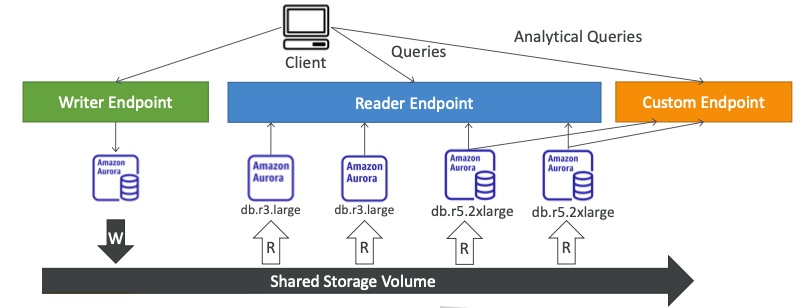 Client
Queries
Analytical Queries
Writer Endpoint
Reader Endpoint
Custom Endpoint
Amazon
Aurora
Amazon
Aurora
Amazon
Aurora
Amazon
Aurora
Amazon
Aurora
db.r3.large
db.r3.large
db.r5.2xlarge
db.r5.2xlarge
W
R
R
R
R
Shared Storage Volume